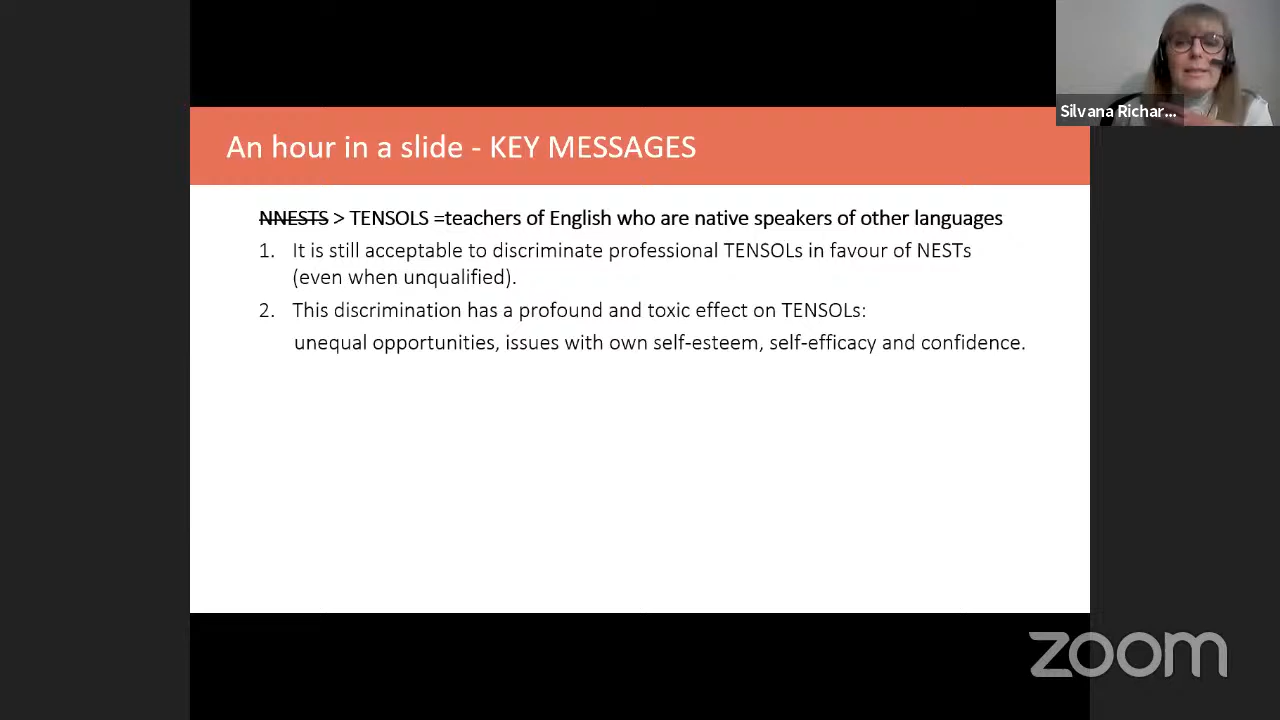 Silvana Richar...
An hour in a slide - KEY MESSAGES
NNESTS > TENSOLS =teachers of English who are native speakers of other languages
1. It is still acceptable to discriminate professional TENSOLs in favour of NESTs
(even when unqualified).
2. This discrimination has a profound and toxic effect on TENSOLs:
unequal opportunities, issues with own self-esteem, self-efficacy and confidence.
zoom